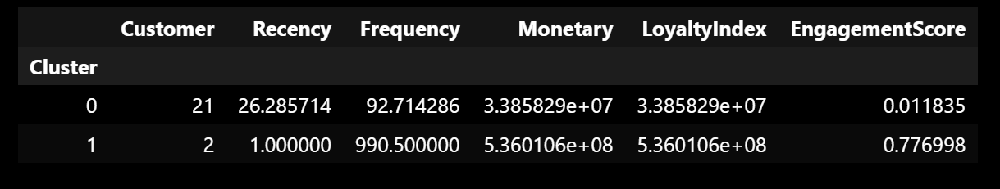 Customer Recency Frequency Monetary LoyaltyIndex EngagementScore
Cluster
0 21 26.285714 92.714286 3.385829e+07 3.385829e+07 0.011835
1 2 1.000000 990.500000 5.360106e+08 5.360106e+08 0.776998